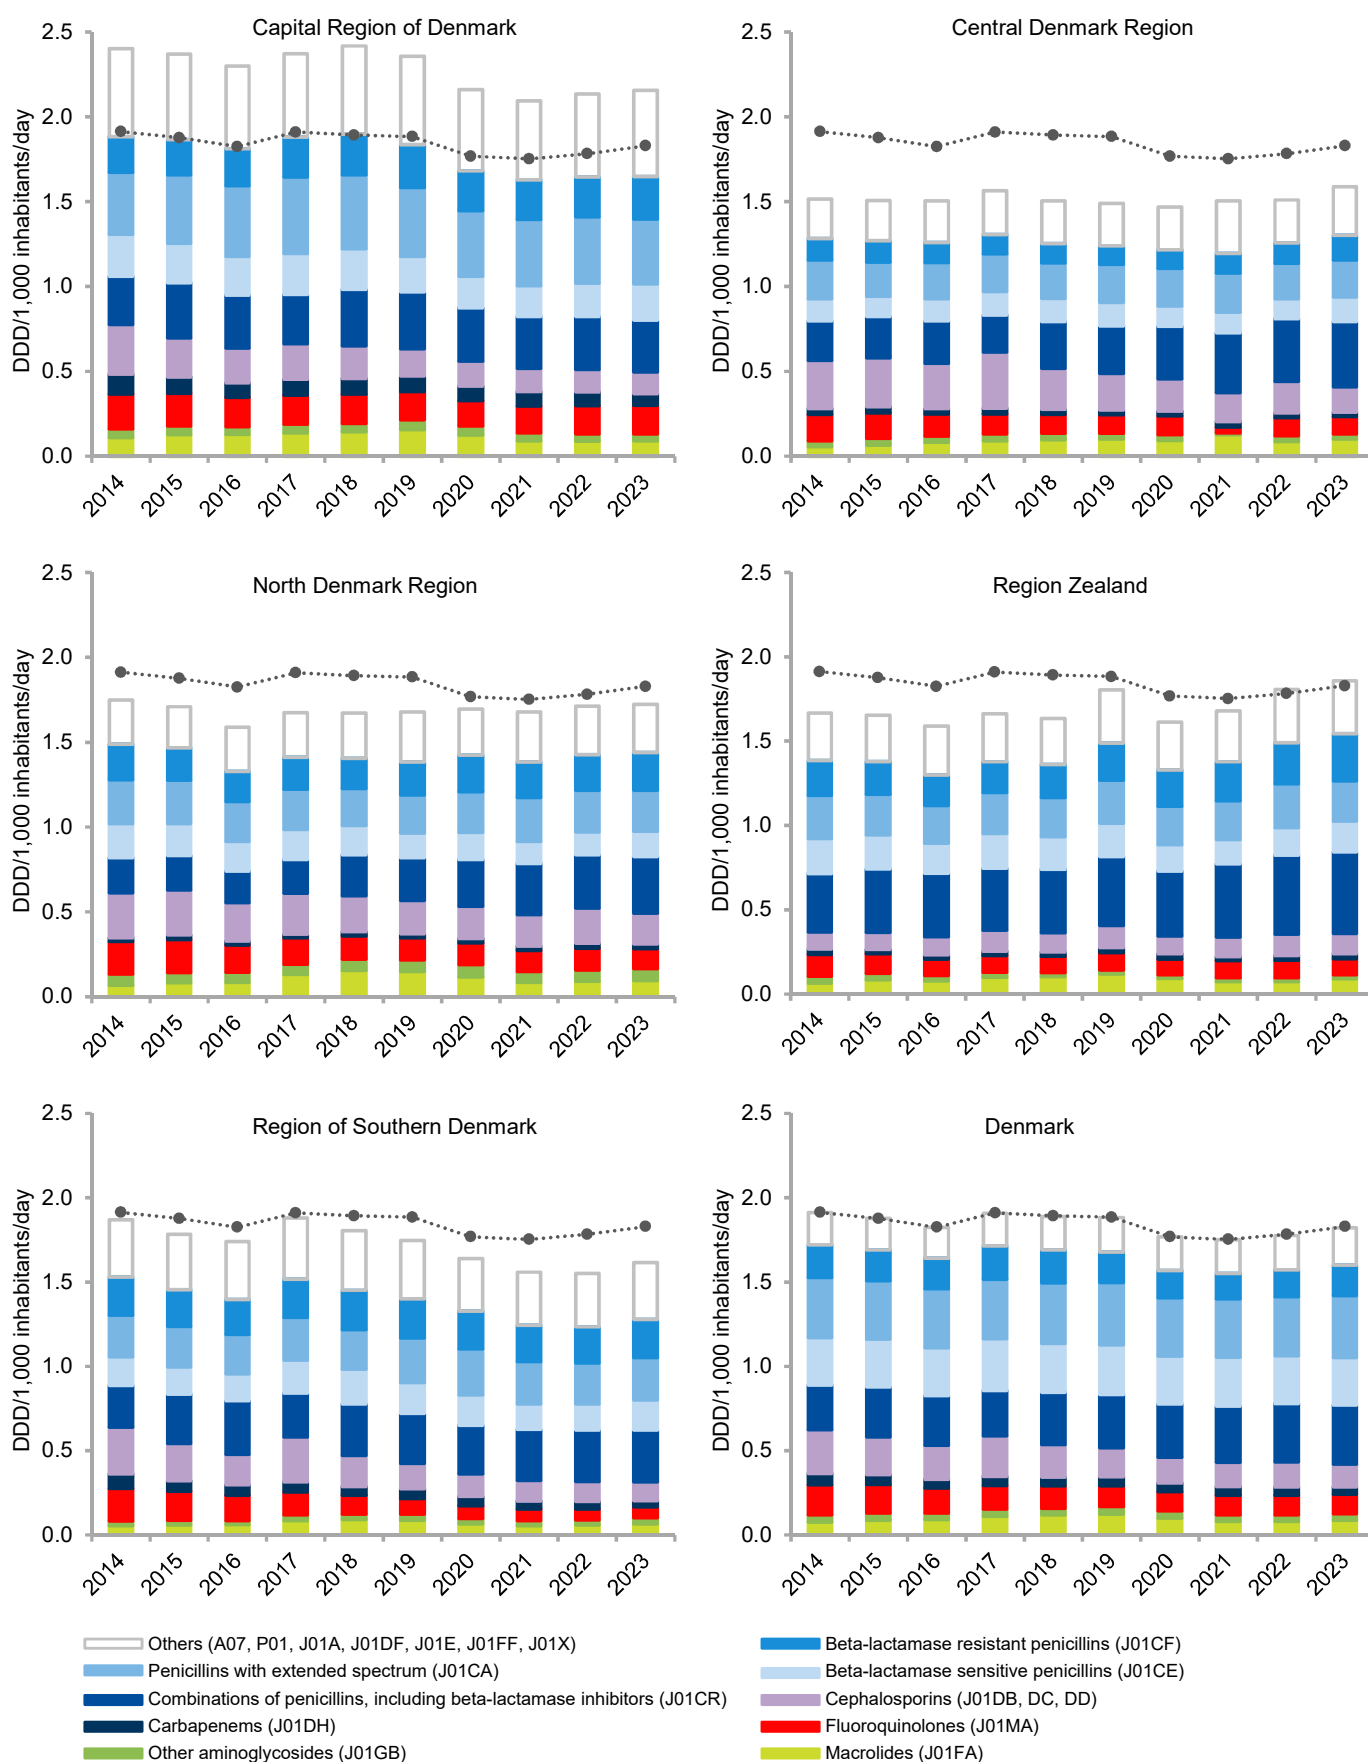 Capital Region of Denmark
DDD/1,000 inhabitants/day
2.5
2.0
1.5
1.0
0.5
0.0
2014 2015 2016 2017 2018 2019 2020 2021 2022 2023
Central Denmark Region
DDD/1,000 inhabitants/day
2.5
2.0
1.5
1.0
0.5
0.0
2014 2015 2016 2017 2018 2019 2020 2021 2022 2023
North Denmark Region
DDD/1,000 inhabitants/day
2.5
2.0
1.5
1.0
0.5
0.0
2014 2015 2016 2017 2018 2019 2020 2021 2022 2023
Region Zealand
DDD/1,000 inhabitants/day
2.5
2.0
1.5
1.0
0.5
0.0
2014 2015 2016 2017 2018 2019 2020 2021 2022 2023
Region of Southern Denmark
DDD/1,000 inhabitants/day
2.5
2.0
1.5
1.0
0.5
0.0
2014 2015 2016 2017 2018 2019 2020 2021 2022 2023
Denmark
DDD/1,000 inhabitants/day
2.5
2.0
1.5
1.0
0.5
0.0
2014 2015 2016 2017 2018 2019 2020 2021 2022 2023
Others (A07, P01, J01A, J01DF, J01E, J01FF, J01X)
Beta-lactamase resistant penicillins (J01CF)
Penicillins with extended spectrum (J01CA)
Beta-lactamase sensitive penicillins (J01CE)
Combinations of penicillins, including beta-lactamase inhibitors (J01CR)
Cephalosporins (J01DB, DC, DD)
Carbapenems (J01DH)
Fluoroquinolones (J01MA)
Other aminoglycosides (J01GB)
Macrolides (J01FA)